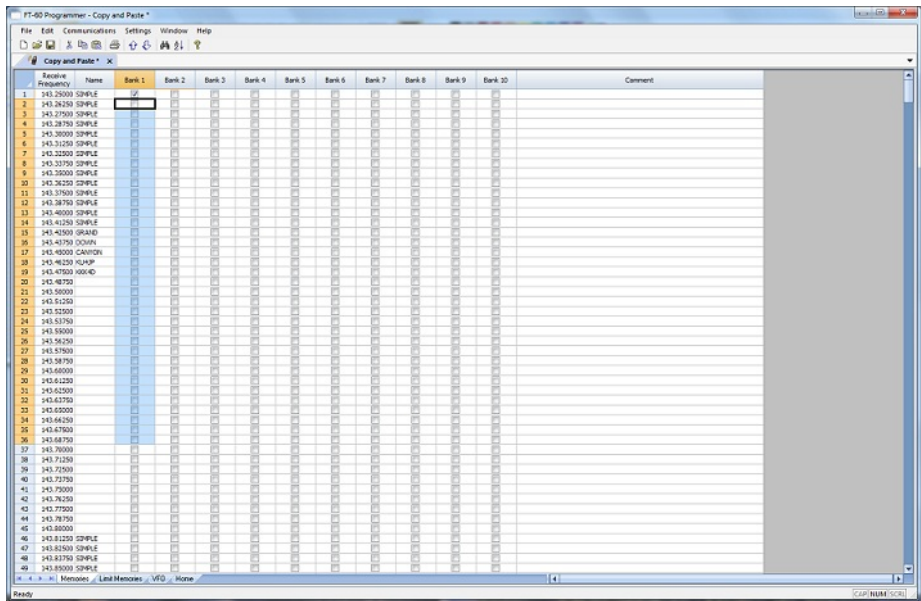 FT-60 Programmer - Copy and Paste *
File Edit Communications Settings Window Help
Copy and Paste * X
Receive Frequency Name Bank 1 Bank 2 Bank 3 Bank 4 Bank 5 Bank 6 Bank 7 Bank 8 Bank 9 Bank 10 Comment
1 143.25000 SIMPLE
2 143.26250 SIMPLE
3 143.27500 SIMPLE
4 143.28750 SIMPLE
5 143.30000 SIMPLE
6 143.31250 SIMPLE
7 143.32500 SIMPLE
8 143.33750 SIMPLE
9 143.35000 SIMPLE
10 143.36250 SIMPLE
11 143.37500 SIMPLE
12 143.38750 SIMPLE
13 143.40000 SIMPLE
14 143.41250 SIMPLE
15 143.42500 GRAND
16 143.43750 DOWN
17 143.45000 CANYON
18 143.46250
19 143.47500
20 143.48750
21 143.50000
22 143.51250
23 143.52500
24 143.53750
25 143.55000
26 143.56250
27 143.57500
28 143.58750
29 143.60000
30 143.61250
31 143.62500
32 143.63750
33 143.65000
34 143.66250
35 143.67500
36 143.68750
37 143.70000
38 143.71250
39 143.72500
40 143.73750
41 143.75000
42 143.76250
43 143.77500
44 143.78750
45 143.80000
46 143.81250 SIMPLE
47 143.82500 SIMPLE
48 143.83750 SIMPLE
49 143.85000 SIMPLE
Memories Limit Memories VFO Home
Ready CAP NUM SCRL